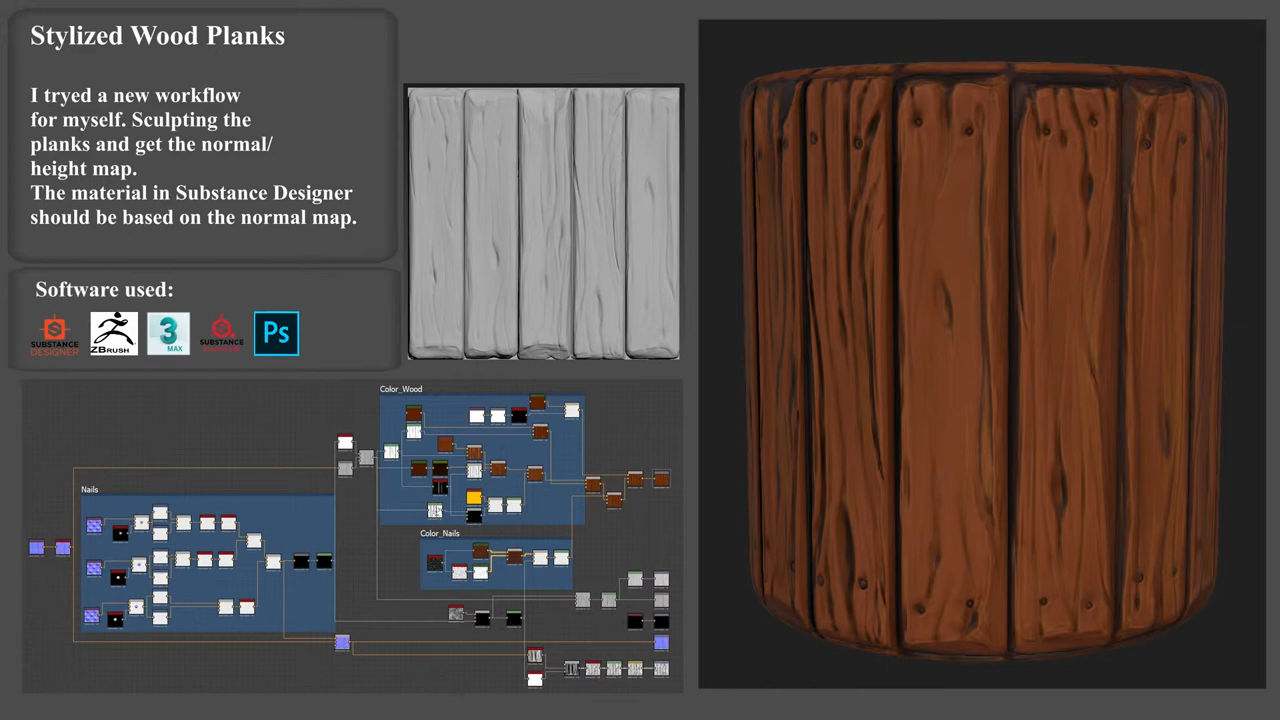 Stylized Wood Planks
I tryed a new workflow
for myself. Sculpting the
planks and get the normal/
height map.
The material in Substance Designer
should be based on the normal map.
Software used:
SUBSTANCE
DESIGNER
ZBRUSH
3
MAX
SUBSTANCE
Ps
Color_Wood
Nails
Color_Nails